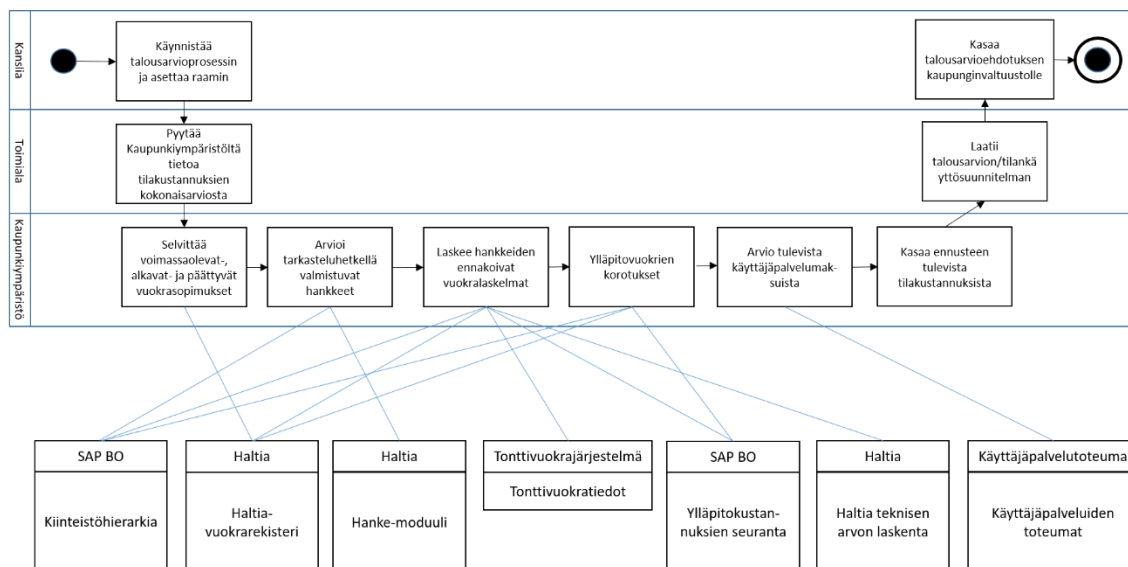 Kanslia
Käynnistää
talousarvioprosessin
ja asettaa raamin
Kasaa
talousarvioehdotuksen
kaupunginvaltuustolle
Toimiala
Pyytää
Kaupunkiympäristöltä
tietoa
tilakustannuksien
kokonaisarviosta
Laatii
talousarvion/tilankä
yttösuunnitelman
Kaupunkiympäristö
Selvittää
voimassaolevat-,
alkavat- ja päättyvät
vuokrasopimukset
Arvioi
tarkasteluhetkellä
valmistuvat
hankkeet
Laskee hankkeiden
ennakoivat
vuokralaskelmat
Ylläpitovuokrien
korotukset
Arvio tulevista
käyttäjäpalvelumak-
suista
Kasaa ennusteen
tulevista
tilakustannuksista
SAP BO
Kiinteistöhierarkia
Haltia
Haltia-
vuokrarekisteri
Haltia
Hanke-moduuli
Tonttivuokrajärjestelmä
Tonttivuokratiedot
SAP BO
Ylläpitokustan-
nuksien seuranta
Haltia
Haltia teknisen
arvon laskenta
Käyttäjäpalvelutoteuma
Käyttäjäpalveluiden
toteumat